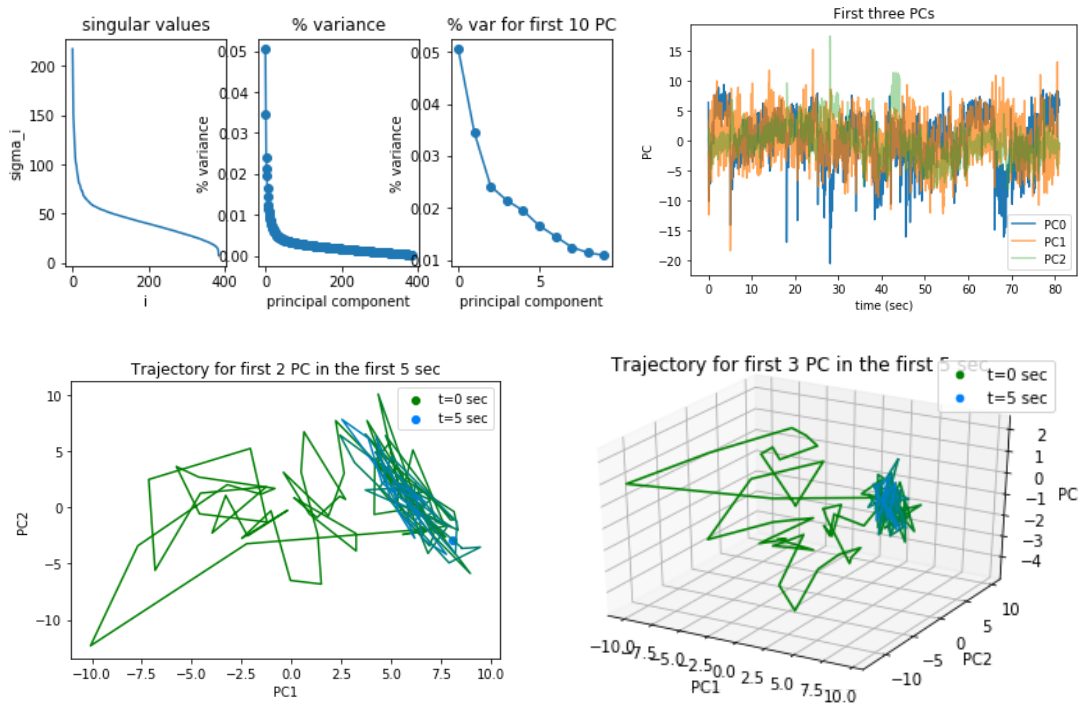 singular values
200
150
100
50
0
sigma_i
0 200 400
i
% variance
0.05
0.04
0.03
0.02
0.01
0.00
% variance
0 200 400
principal component
% var for first 10 PC
0.05
0.04
0.03
0.02
0.01
% variance
5
principal component
First three PCs
15
10
5
0
−5
−10
−15
−20
PC
PC0
PC1
PC2
0 10 20 30 40 50 60 70 80
time (sec)
Trajectory for first 2 PC in the first 5 sec
t=0 sec
t=5 sec
10
5
0
−5
−10
PC2
−10.0 −7.5 −5.0 −2.5 0.0 2.5 5.0 7.5 10.0
PC1
Trajectory for first 3 PC in the first 5 sec
t=0 sec
t=5 sec
2
1
0
−1
−2
−3
−4
PC
10
5
0
−5
−10
PC2
−10.0 −7.5 −5.0 −2.5 0.0 2.5 5.0 7.5 10.0
PC1